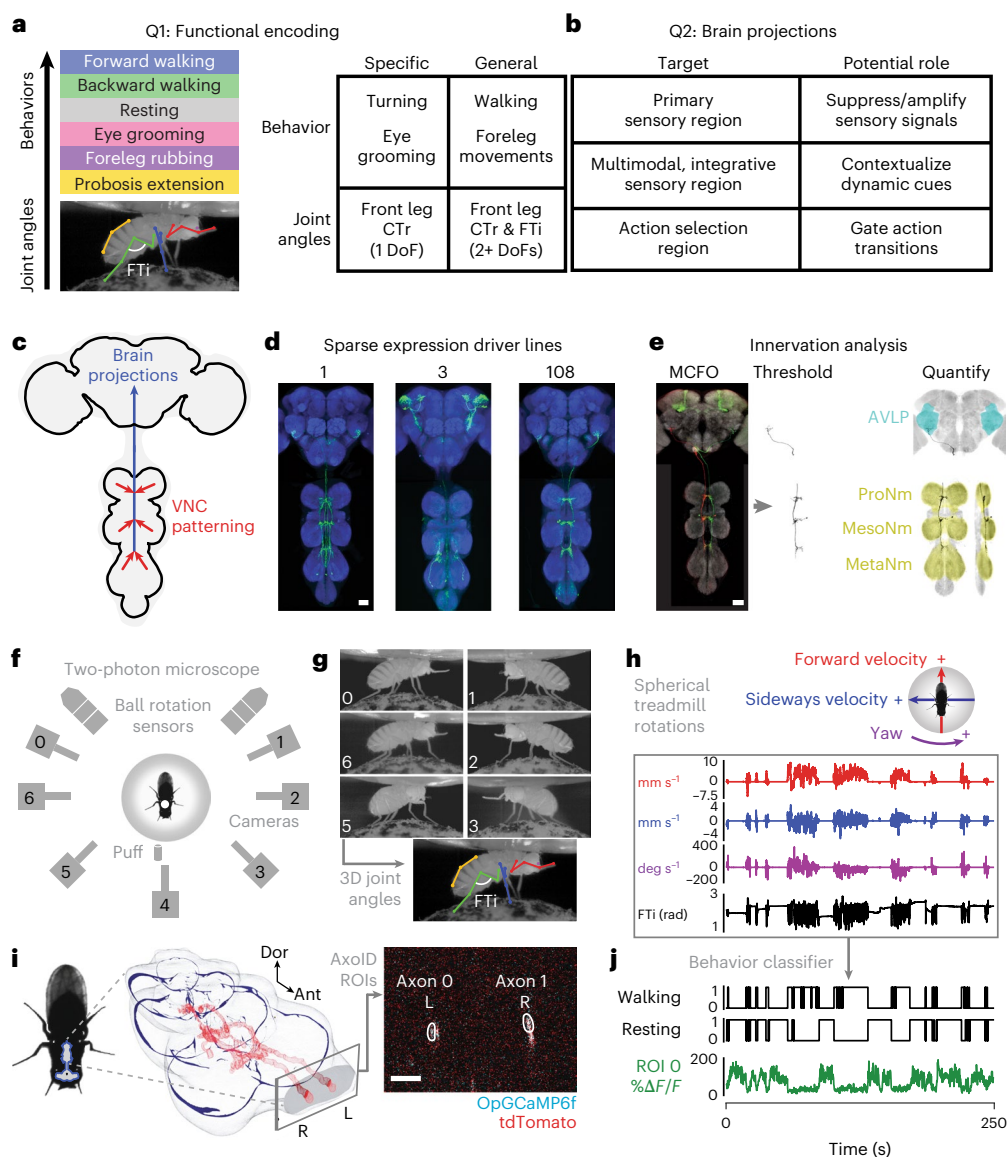 a
Q1: Functional encoding
Behaviors
Forward walking
Backward walking
Resting
Eye grooming
Foreleg rubbing
Probosis extension
Joint angles
FTi
Specific
General
Behavior
Turning
Eye
grooming
Walking
Foreleg
movements
Joint
angles
Front leg
CTr
(1 DoF)
Front leg
CTr & FTi
(2+ DoFs)
b
Q2: Brain projections
Target
Potential role
Primary
sensory region
Suppress/amplify
sensory signals
Multimodal, integrative
sensory region
Contextualize
dynamic cues
Action selection
region
Gate action
transitions
c
Brain
projections
VNC
patterning
d
Sparse expression driver lines
1
3
108
e
Innervation analysis
MCFO
Threshold
Quantify
AVLP
ProNm
MesoNm
MetaNm
f
Two-photon microscope
Ball rotation
sensors
0
1
6
2
Cameras
Puff
5
3
4
g
0
1
6
2
5
3
3D joint
angles
FTi
h
Forward velocity +
Spherical
treadmill
rotations
Sideways velocity +
Yaw
+
mm s⁻¹
10
0
−7.5
mm s⁻¹
4
0
−4
deg s⁻¹
400
0
−200
FTi (rad)
3
1
i
Dor
Ant
AxoID
ROIs
Axon 0
L
Axon 1
R
L
R
OpGCaMP6f
tdTomato
j
Behavior classifier
Walking
1
0
Resting
1
0
ROI 0
%ΔF/F
200
0
0
250
Time (s)